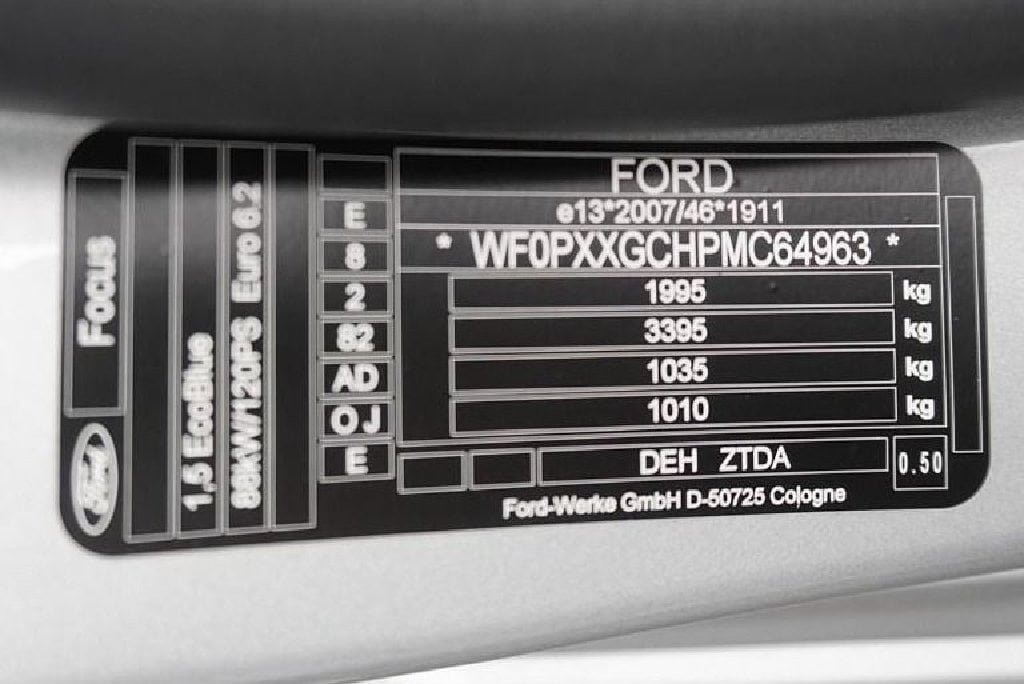 Focus
Ford
1,5 EcoBlue
88kW/120PS Euro 6.2
E
8
2
82
AD
OJ
E
FORD
e13*2007/46*1911
* WF0PXXGCHPMC64963 *
1995 kg
3395 kg
1035 kg
1010 kg
DEH ZTDA
0.50
Ford-Werke GmbH D-50725 Cologne